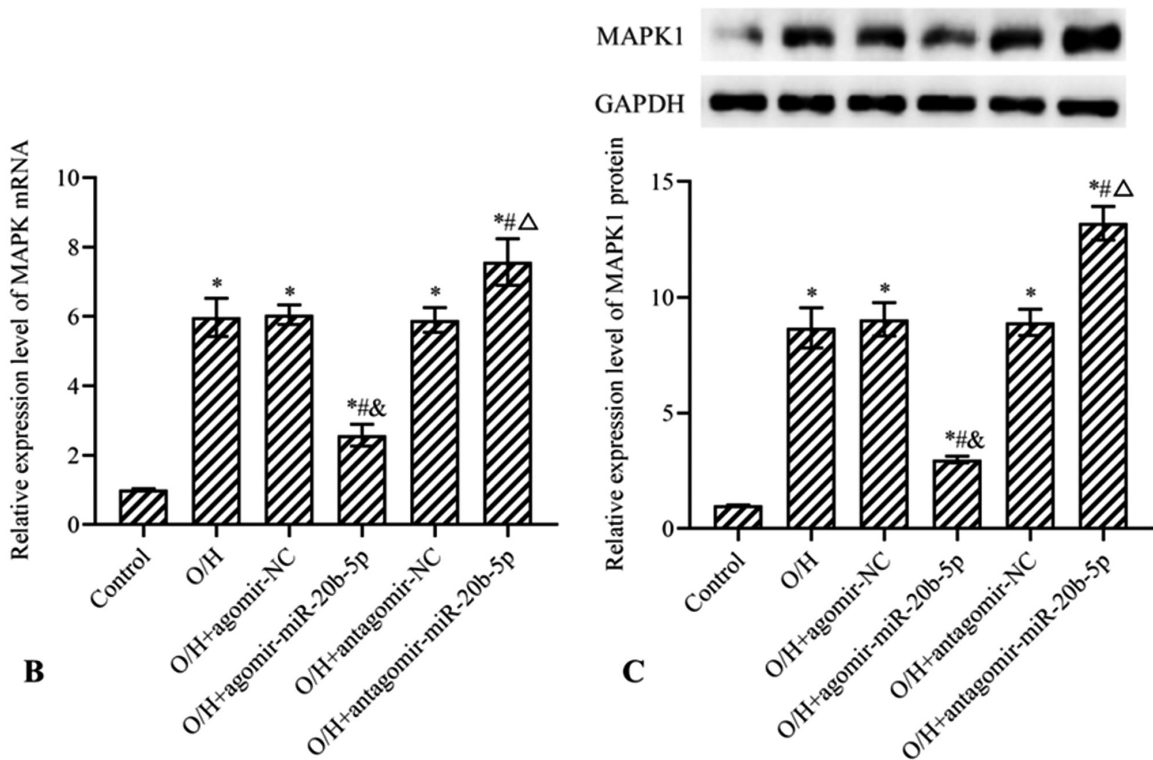 MAPK1
GAPDH
Relative expression level of MAPK mRNA
10
8
6
4
2
0
*
*
*#&
*
*#△
Control
O/H
O/H+agomir-NC
O/H+agomir-miR-20b-5p
O/H+antagomir-NC
O/H+antagomir-miR-20b-5p
B
Relative expression level of MAPK1 protein
15
10
5
0
*
*
*#&
*
*#△
Control
O/H
O/H+agomir-NC
O/H+agomir-miR-20b-5p
O/H+antagomir-NC
O/H+antagomir-miR-20b-5p
C